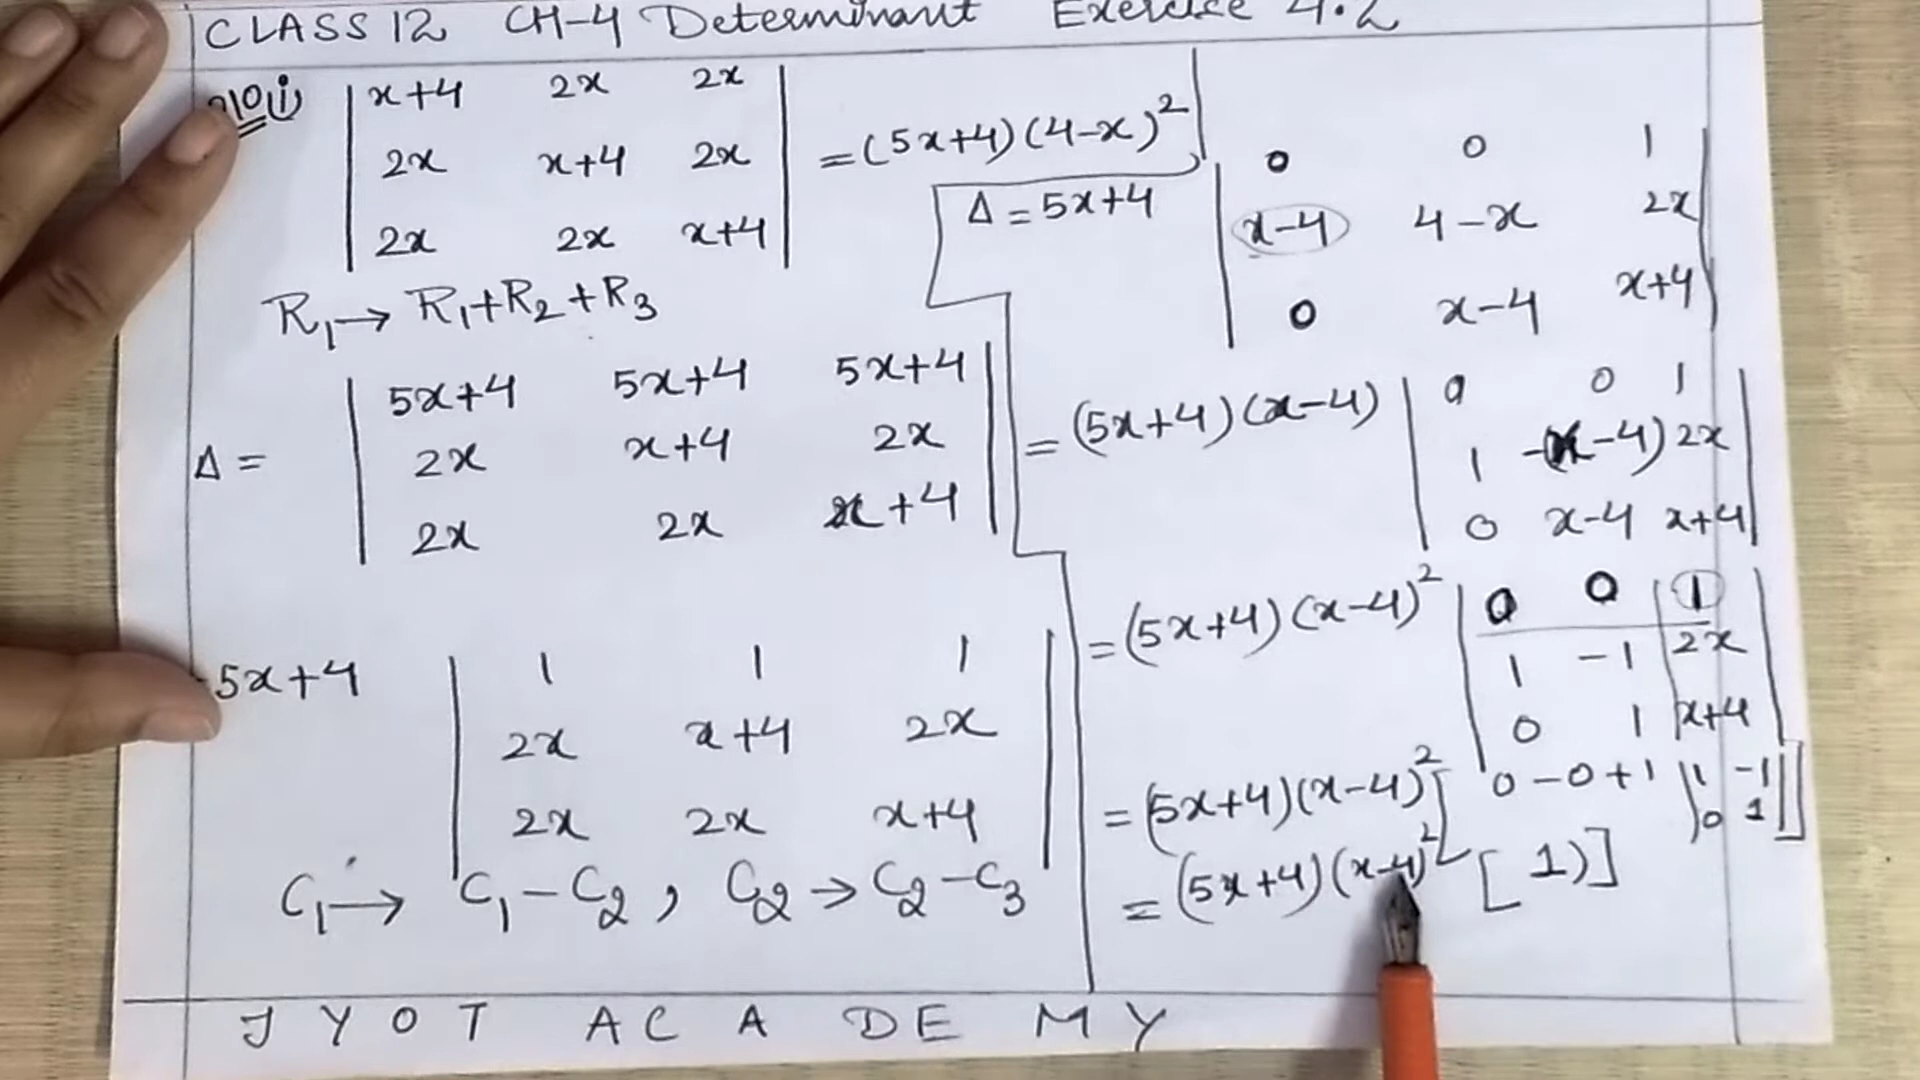 CLASS 12 CH-4 Determinant Exercise 4.2
Q10 i)
| x+4 2x 2x |
| 2x x+4 2x | = (5x+4)(4-x)²
| 2x 2x x+4 |
R₁→ R₁+R₂+R₃
Δ = | 5x+4 5x+4 5x+4 |
| 2x x+4 2x |
| 2x 2x x+4 |
5x+4 | 1 1 1 |
| 2x x+4 2x |
| 2x 2x x+4 |
C₁→ C₁-C₂, C₂→C₂-C₃
Δ = 5x+4 | 0 0 1 |
| x-4 4-x 2x |
| 0 x-4 x+4 |
= (5x+4)(x-4) | 0 0 1 |
| 1 -(x-4) 2x |
| 0 x-4 x+4 |
= (5x+4)(x-4)² | 0 0 1 |
| 1 -1 2x |
| 0 1 x+4 |
= (5x+4)(x-4)² [ 0-0+1 | 1 -1 |
| 0 1 | ]
= (5x+4)(x-4)² [ 1)]
JYOT ACADEMY